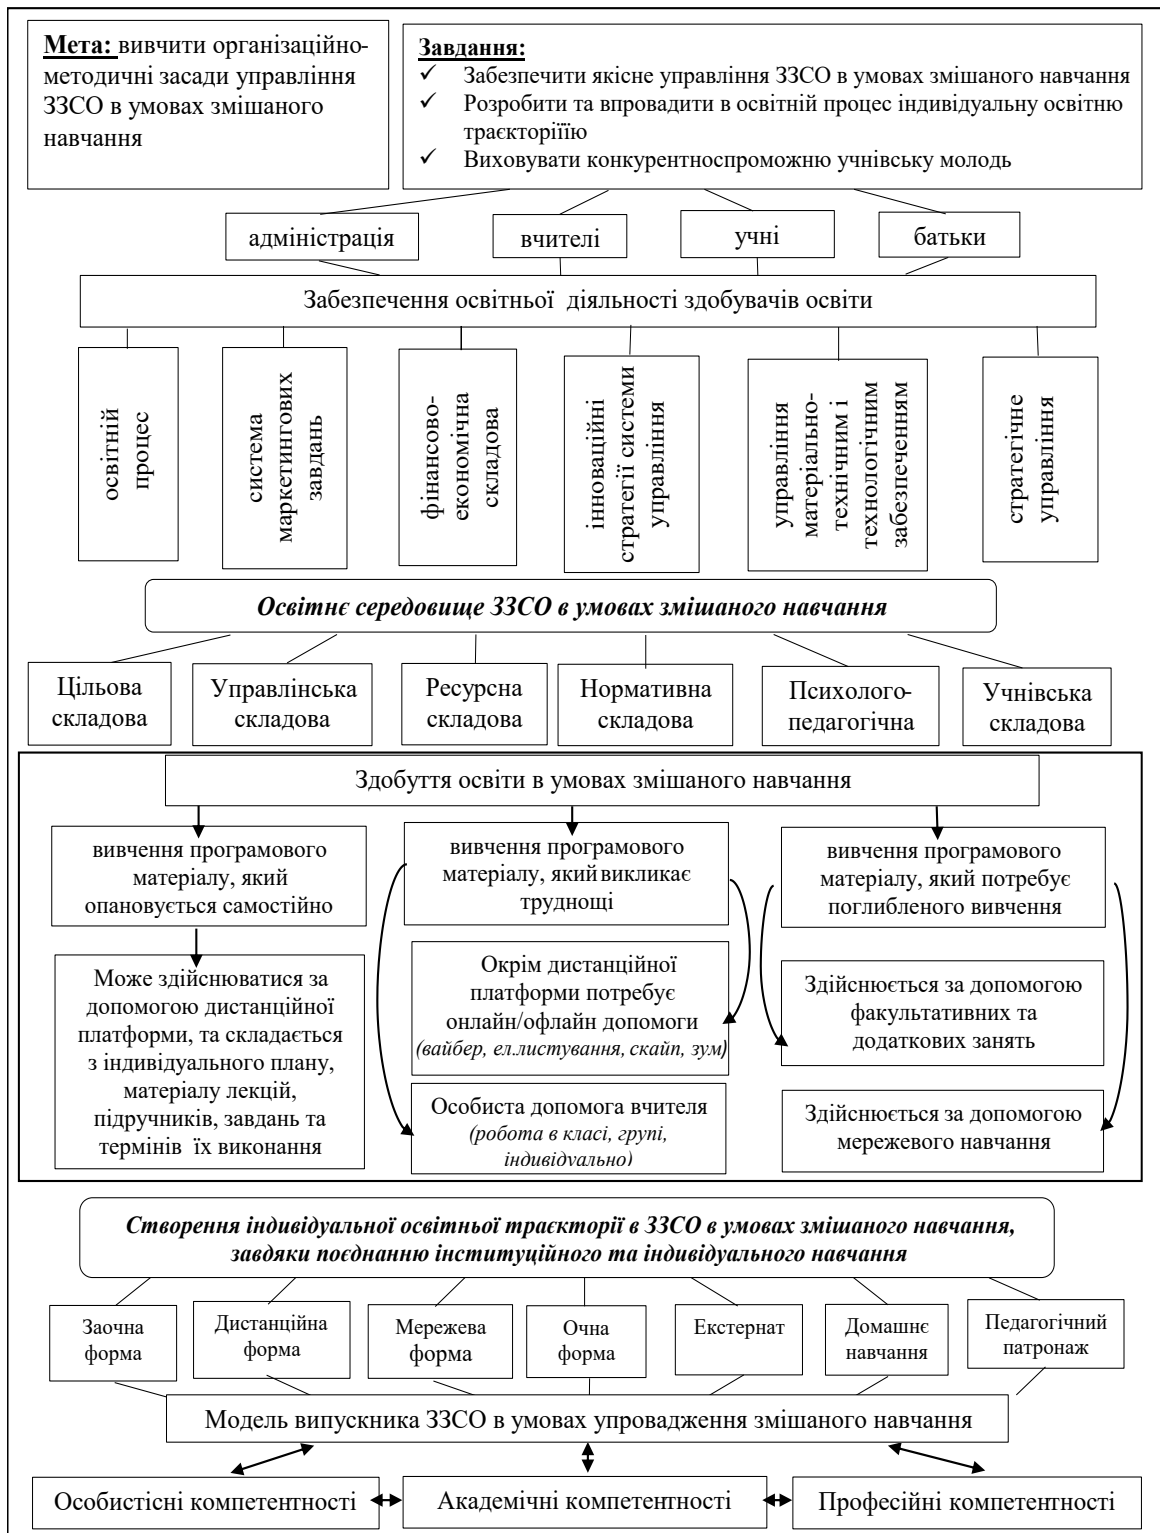 Мета: вивчити організаційно-
методичні засади управління
ЗЗСО в умовах змішаного
навчання
Завдання:
✓ Забезпечити якісне управління ЗЗСО в умовах змішаного навчання
✓ Розробити та впровадити в освітній процес індивідуальну освітню
траєкторіїїю
✓ Виховувати конкурентноспроможню учнівську молодь
адміністрація
вчителі
учні
батьки
Забезпечення освітньої діяльності здобувачів освіти
освітній
процес
система
маркетингових
завдань
фінансово-
економічна
складова
інноваційні
стратегії системи
управління
управління
матеріально-
технічним і
технологічним
забезпеченням
стратегічне
управління
Освітнє середовище ЗЗСО в умовах змішаного навчання
Цільова
складова
Управлінська
складова
Ресурсна
складова
Нормативна
складова
Психолого-
педагогічна
Учнівська
складова
Здобуття освіти в умовах змішаного навчання
вивчення програмового
матеріалу, який
опановується самостійно
вивчення програмового
матеріалу, який викликає
труднощі
вивчення програмового
матеріалу, який потребує
поглибленого вивчення
Може здійснюватися за
допомогою дистанційної
платформи, та складається
з індивідуального плану,
матеріалу лекцій,
підручників, завдань та
термінів їх виконання
Окрім дистанційної
платформи потребує
онлайн/офлайн допомоги
(вайбер, ел.листування, скайп, зум)
Особиста допомога вчителя
(робота в класі, групі,
індивідуально)
Здійснюється за допомогою
факультативних та
додаткових занять
Здійснюється за допомогою
мережевого навчання
Створення індивідуальної освітньої траєкторії в ЗЗСО в умовах змішаного навчання,
завдяки поєднанню інституційного та індивідуального навчання
Заочна
форма
Дистанційна
форма
Мережева
форма
Очна
форма
Екстернат
Домашнє
навчання
Педагогічний
патронаж
Модель випускника ЗЗСО в умовах упровадження змішаного навчання
Особистісні компетентності
Академічні компетентності
Професійні компетентності